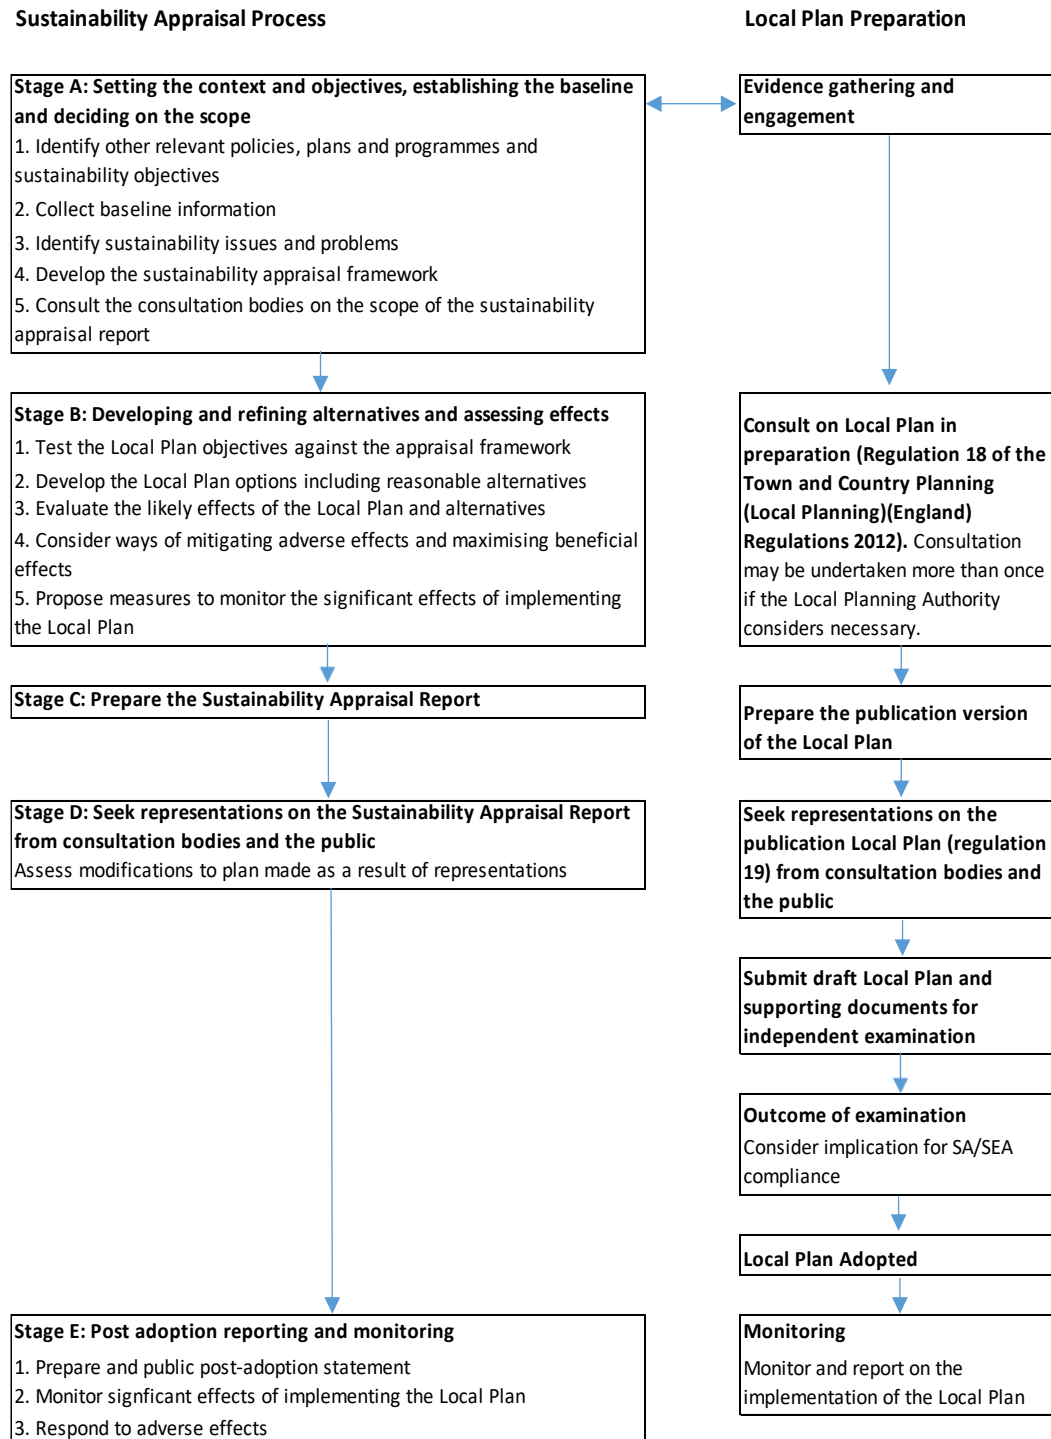 Sustainability Appraisal Process
Local Plan Preparation
Stage A: Setting the context and objectives, establishing the baseline
and deciding on the scope
1. Identify other relevant policies, plans and programmes and
sustainability objectives
2. Collect baseline information
3. Identify sustainability issues and problems
4. Develop the sustainability appraisal framework
5. Consult the consultation bodies on the scope of the sustainability
appraisal report
Evidence gathering and
engagement
Stage B: Developing and refining alternatives and assessing effects
1. Test the Local Plan objectives against the appraisal framework
2. Develop the Local Plan options including reasonable alternatives
3. Evaluate the likely effects of the Local Plan and alternatives
4. Consider ways of mitigating adverse effects and maximising beneficial
effects
5. Propose measures to monitor the significant effects of implementing
the Local Plan
Consult on Local Plan in
preparation (Regulation 18 of the
Town and Country Planning
(Local Planning)(England)
Regulations 2012). Consultation
may be undertaken more than once
if the Local Planning Authority
considers necessary.
Stage C: Prepare the Sustainability Appraisal Report
Prepare the publication version
of the Local Plan
Stage D: Seek representations on the Sustainability Appraisal Report
from consultation bodies and the public
Assess modifications to plan made as a result of representations
Seek representations on the
publication Local Plan (regulation
19) from consultation bodies and
the public
Submit draft Local Plan and
supporting documents for
independent examination
Outcome of examination
Consider implication for SA/SEA
compliance
Local Plan Adopted
Stage E: Post adoption reporting and monitoring
1. Prepare and public post-adoption statement
2. Monitor signficant effects of implementing the Local Plan
3. Respond to adverse effects
Monitoring
Monitor and report on the
implementation of the Local Plan